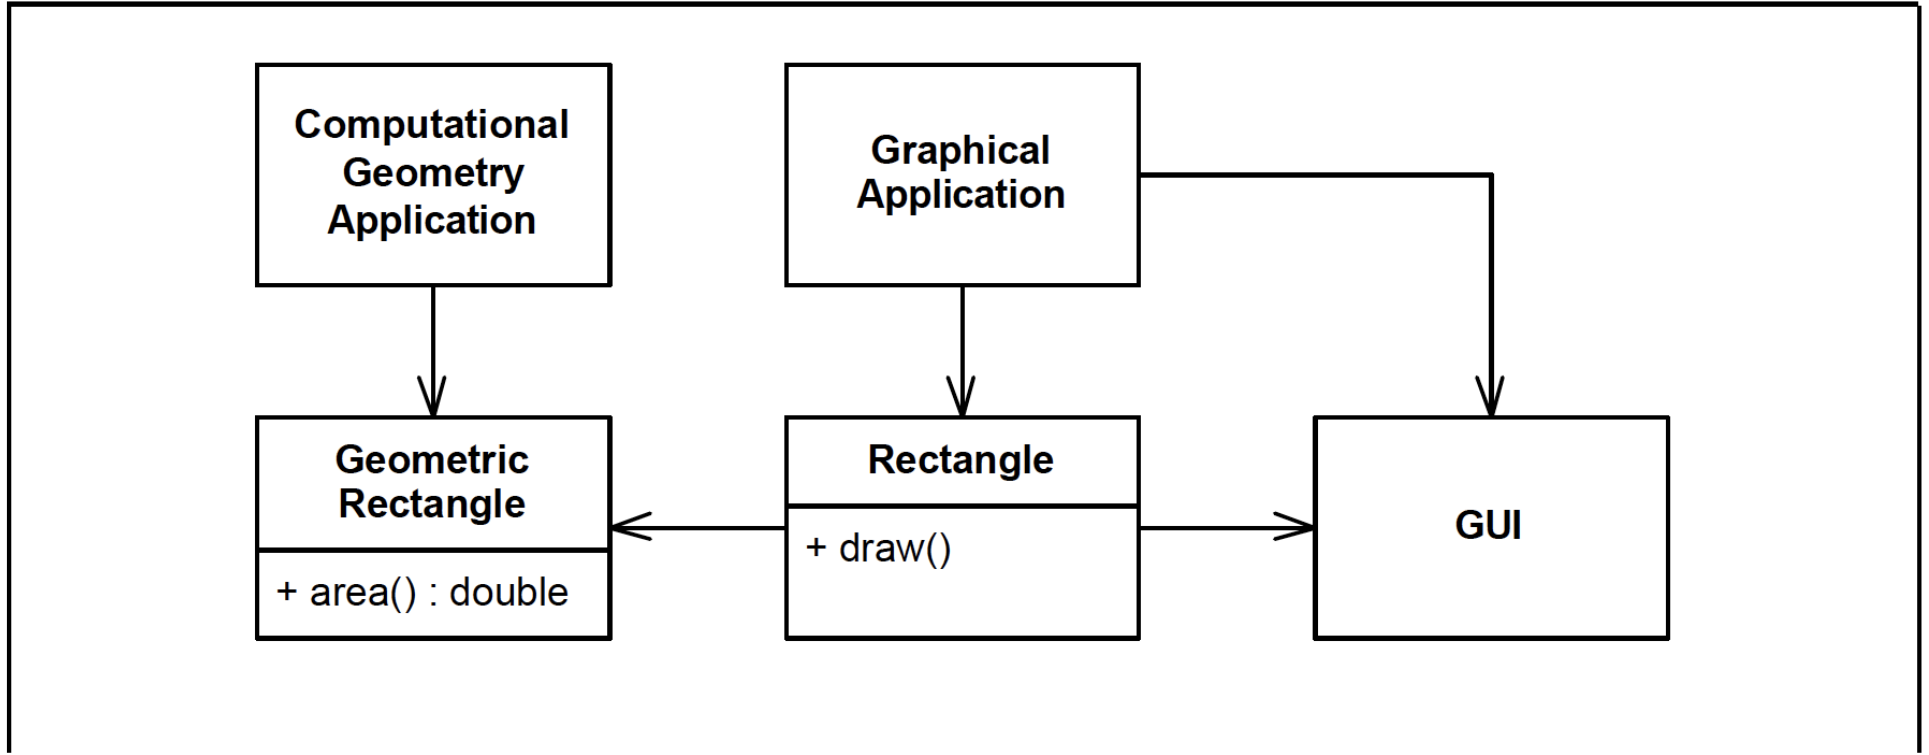 Computational
Geometry
Application
Graphical
Application
Geometric
Rectangle
+ area() : double
Rectangle
+ draw()
GUI